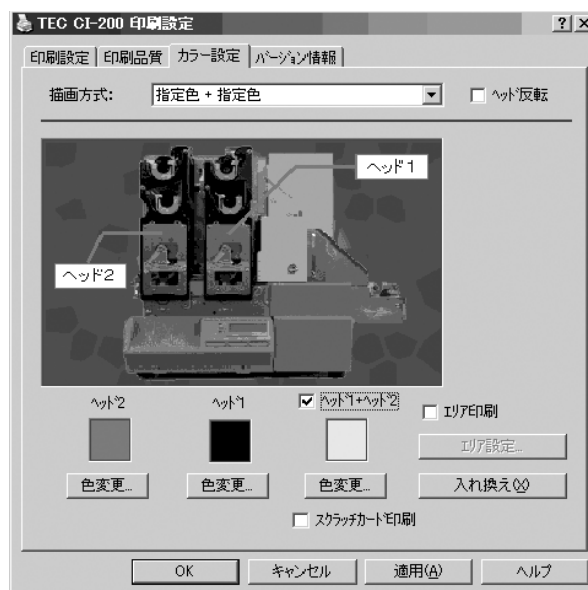 TEC CI-200 印刷設定
印刷設定 印刷品質 カラー設定 バージョン情報
描画方式: 指定色 + 指定色 ヘッド反転
ヘッド1
ヘッド2
ヘッド2 ヘッド1 ヘッド1+ヘッド2 エリア印刷
エリア設定...
色変更... 色変更... 色変更... 入れ換え(X)
スクラッチカード印刷
OK キャンセル 適用(A) ヘルプ